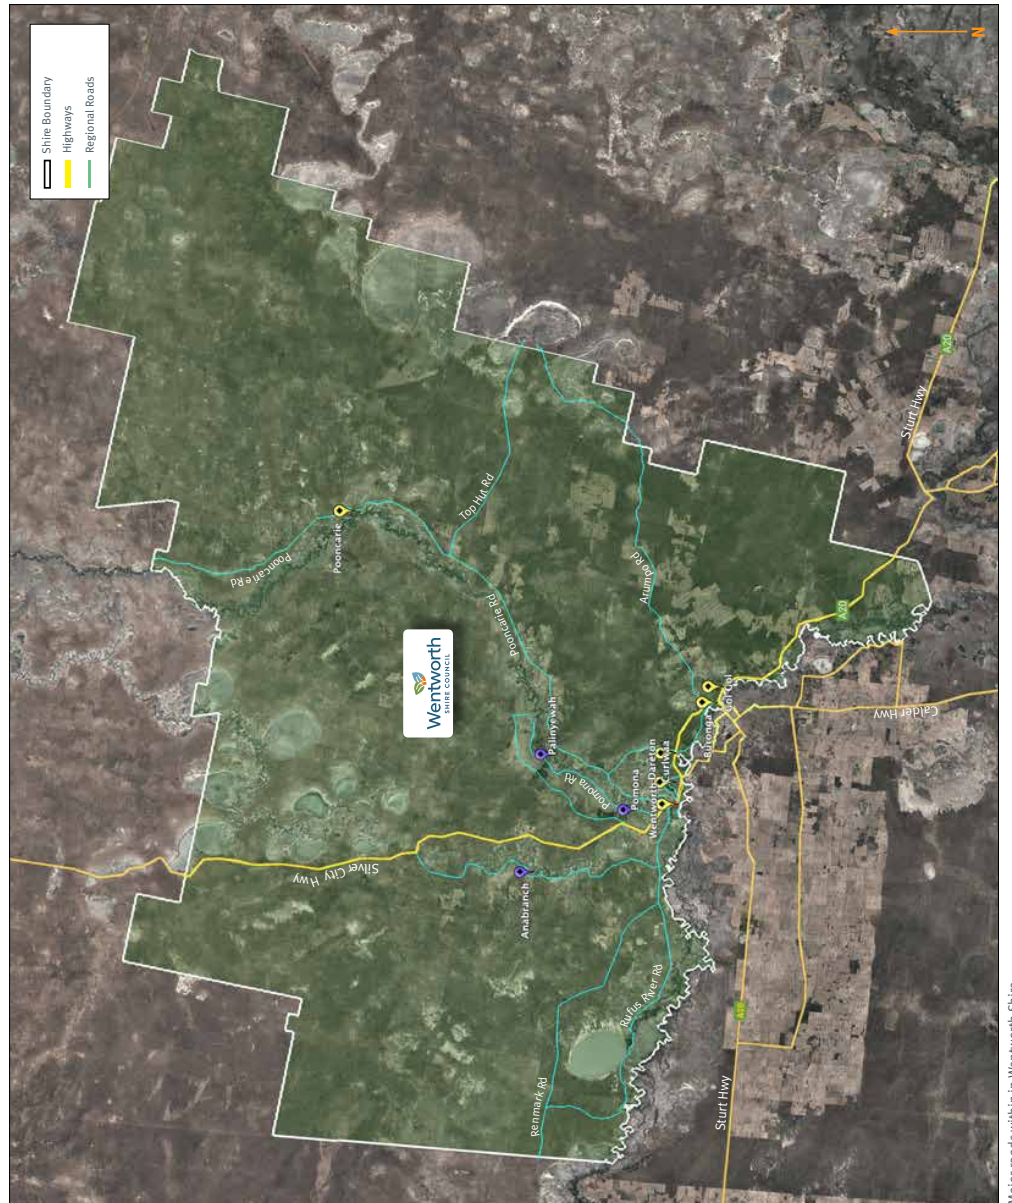 Shire Boundary
Highways
Regional Roads
N
Pooncarie
Pooncarie Rd
Top Hut Rd
Pooncarie Rd
Arumpo Rd
Wentworth
SHIRE COUNCIL
Palinyewah
Pomona Rd
Pomona
Wentworth
Dareton
Curlwaa
Buronga
Gol Gol
Silver City Hwy
Anabranch
Rufus River Rd
Renmark Rd
Sturt Hwy
A20
A20
Calder Hwy
A20
Sturt Hwy
Major roads within in Wentworth Shire